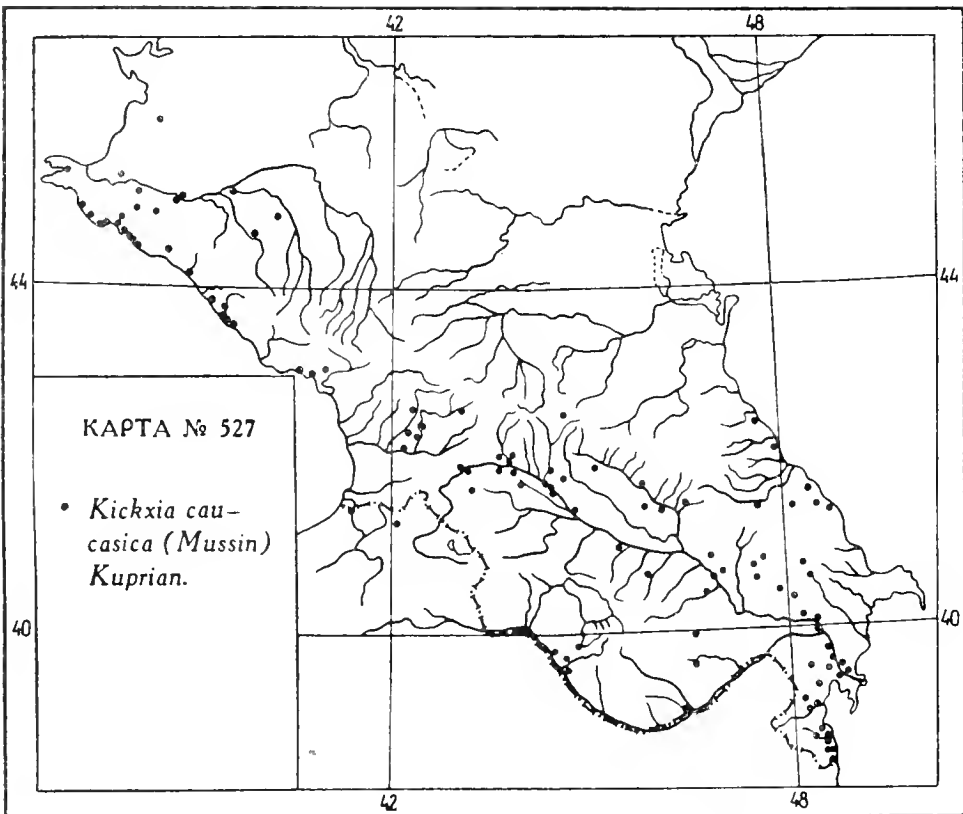 42 48
44 44
КАРТА № 527
Kickxia cau-
casica (Mussin)
Kuprian.
40 40
42 48